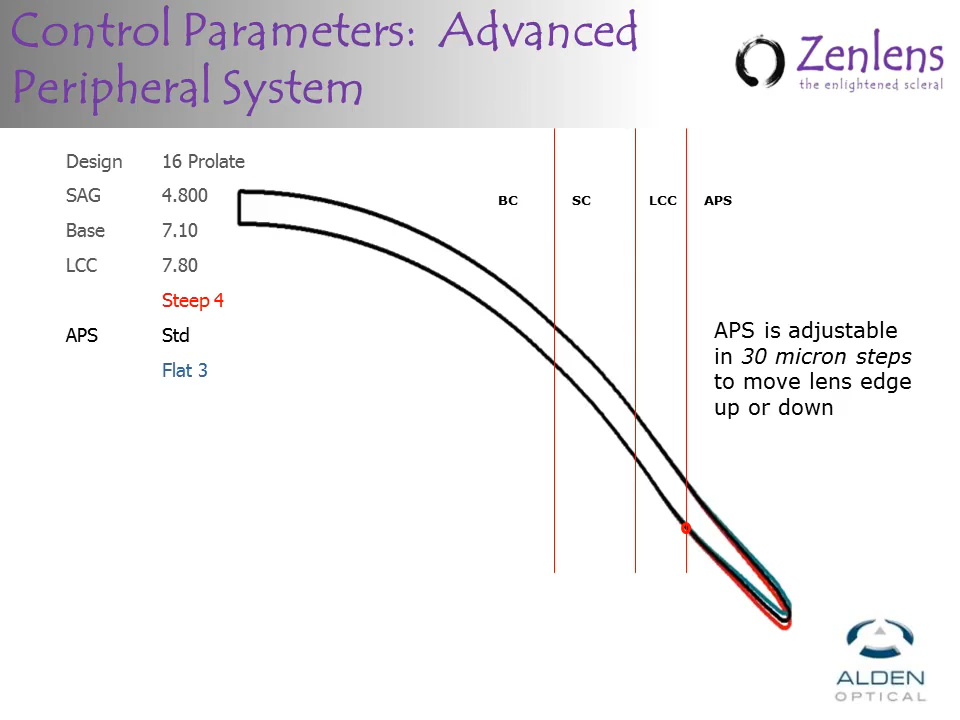 Control Parameters:  Advanced
Peripheral System
Zenlens
the enlightened scleral
Design 16 Prolate
SAG 4.800
Base 7.10
LCC 7.80
Steep 4
APS Std
Flat 3
BC SC LCC APS
APS is adjustable
in 30 micron steps
to move lens edge
up or down
ALDEN
OPTICAL